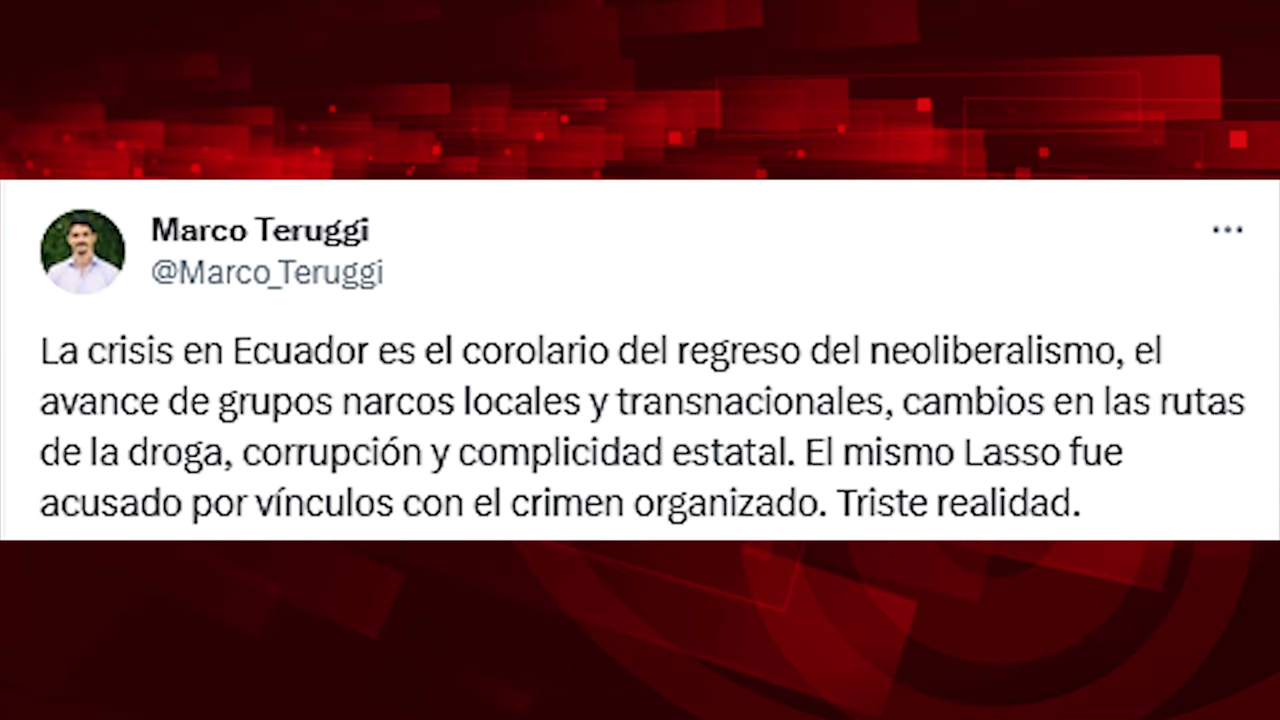 Marco Teruggi
@Marco_Teruggi
La crisis en Ecuador es el corolario del regreso del neoliberalismo, el
avance de grupos narcos locales y transnacionales, cambios en las rutas
de la droga, corrupción y complicidad estatal. El mismo Lasso fue
acusado por vínculos con el crimen organizado. Triste realidad.